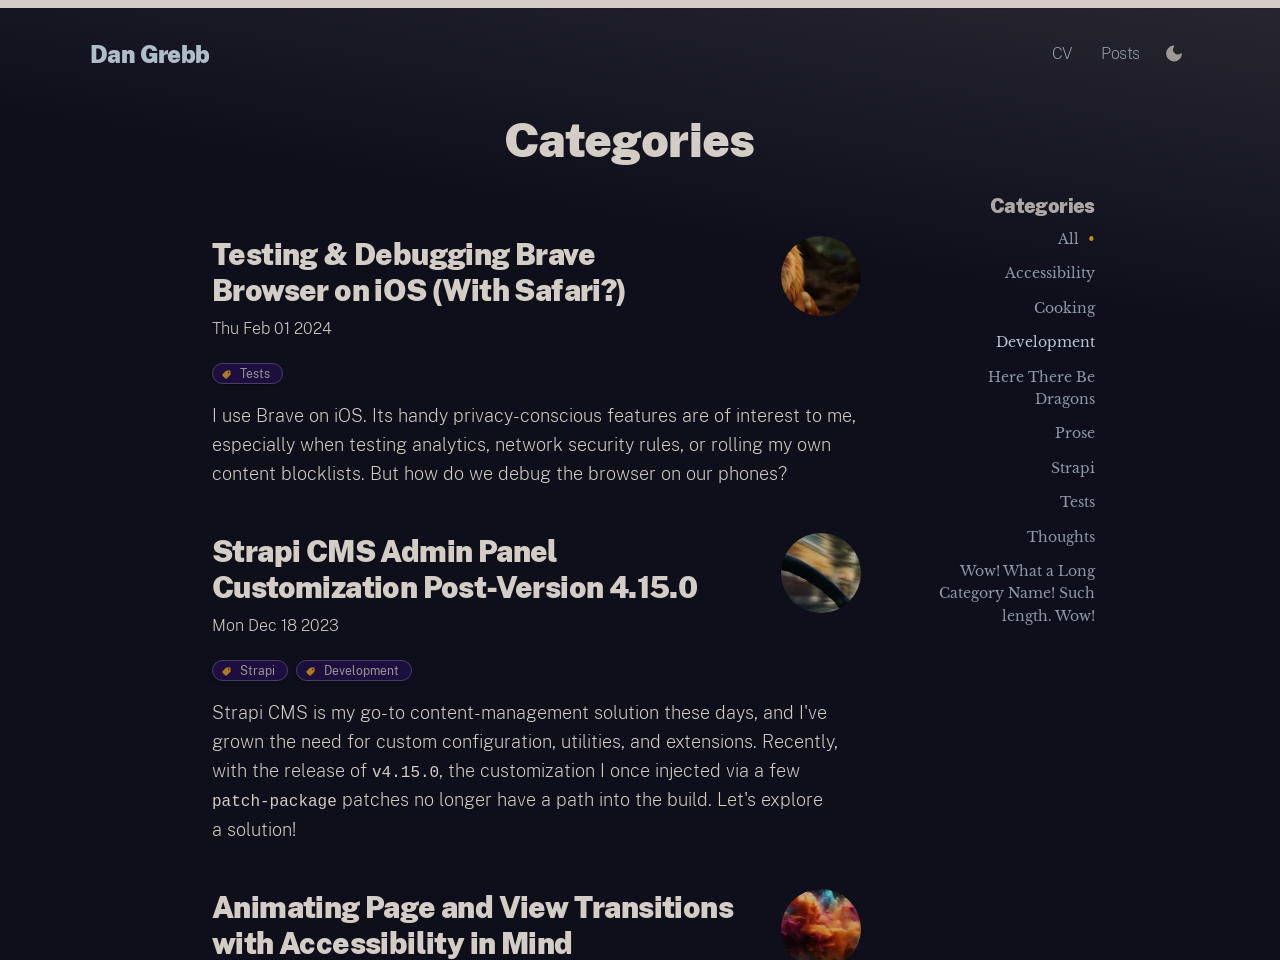 Dan Grebb
CV
Posts
Categories
Testing & Debugging Brave
Browser on iOS (With Safari?)
Thu Feb 01 2024
Tests
I use Brave on iOS. Its handy privacy-conscious features are of interest to me,
especially when testing analytics, network security rules, or rolling my own
content blocklists. But how do we debug the browser on our phones?
Strapi CMS Admin Panel
Customization Post-Version 4.15.0
Mon Dec 18 2023
Strapi
Development
Strapi CMS is my go-to content-management solution these days, and I've
grown the need for custom configuration, utilities, and extensions. Recently,
with the release of v4.15.0, the customization I once injected via a few
patch-package patches no longer have a path into the build. Let's explore
a solution!
Animating Page and View Transitions
with Accessibility in Mind
Categories
All •
Accessibility
Cooking
Development
Here There Be
Dragons
Prose
Strapi
Tests
Thoughts
Wow! What a Long
Category Name! Such
length. Wow!